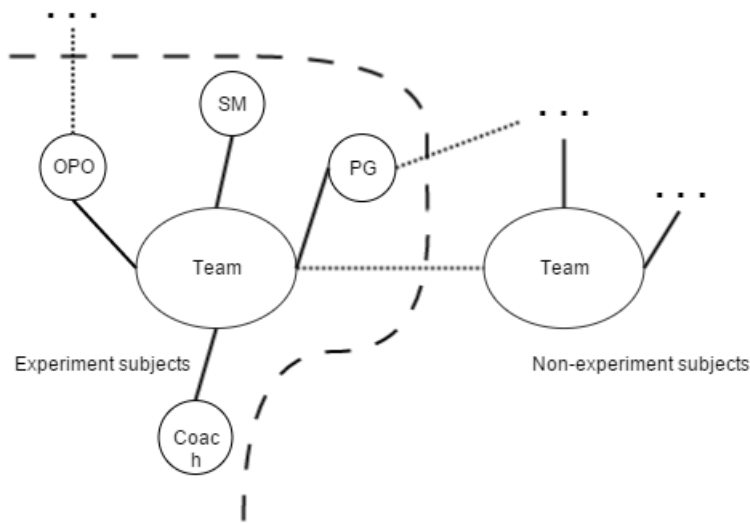 . . .
SM
OPO
PG
. . .
. . .
Team
Team
Experiment subjects
Non-experiment subjects
Coac
h